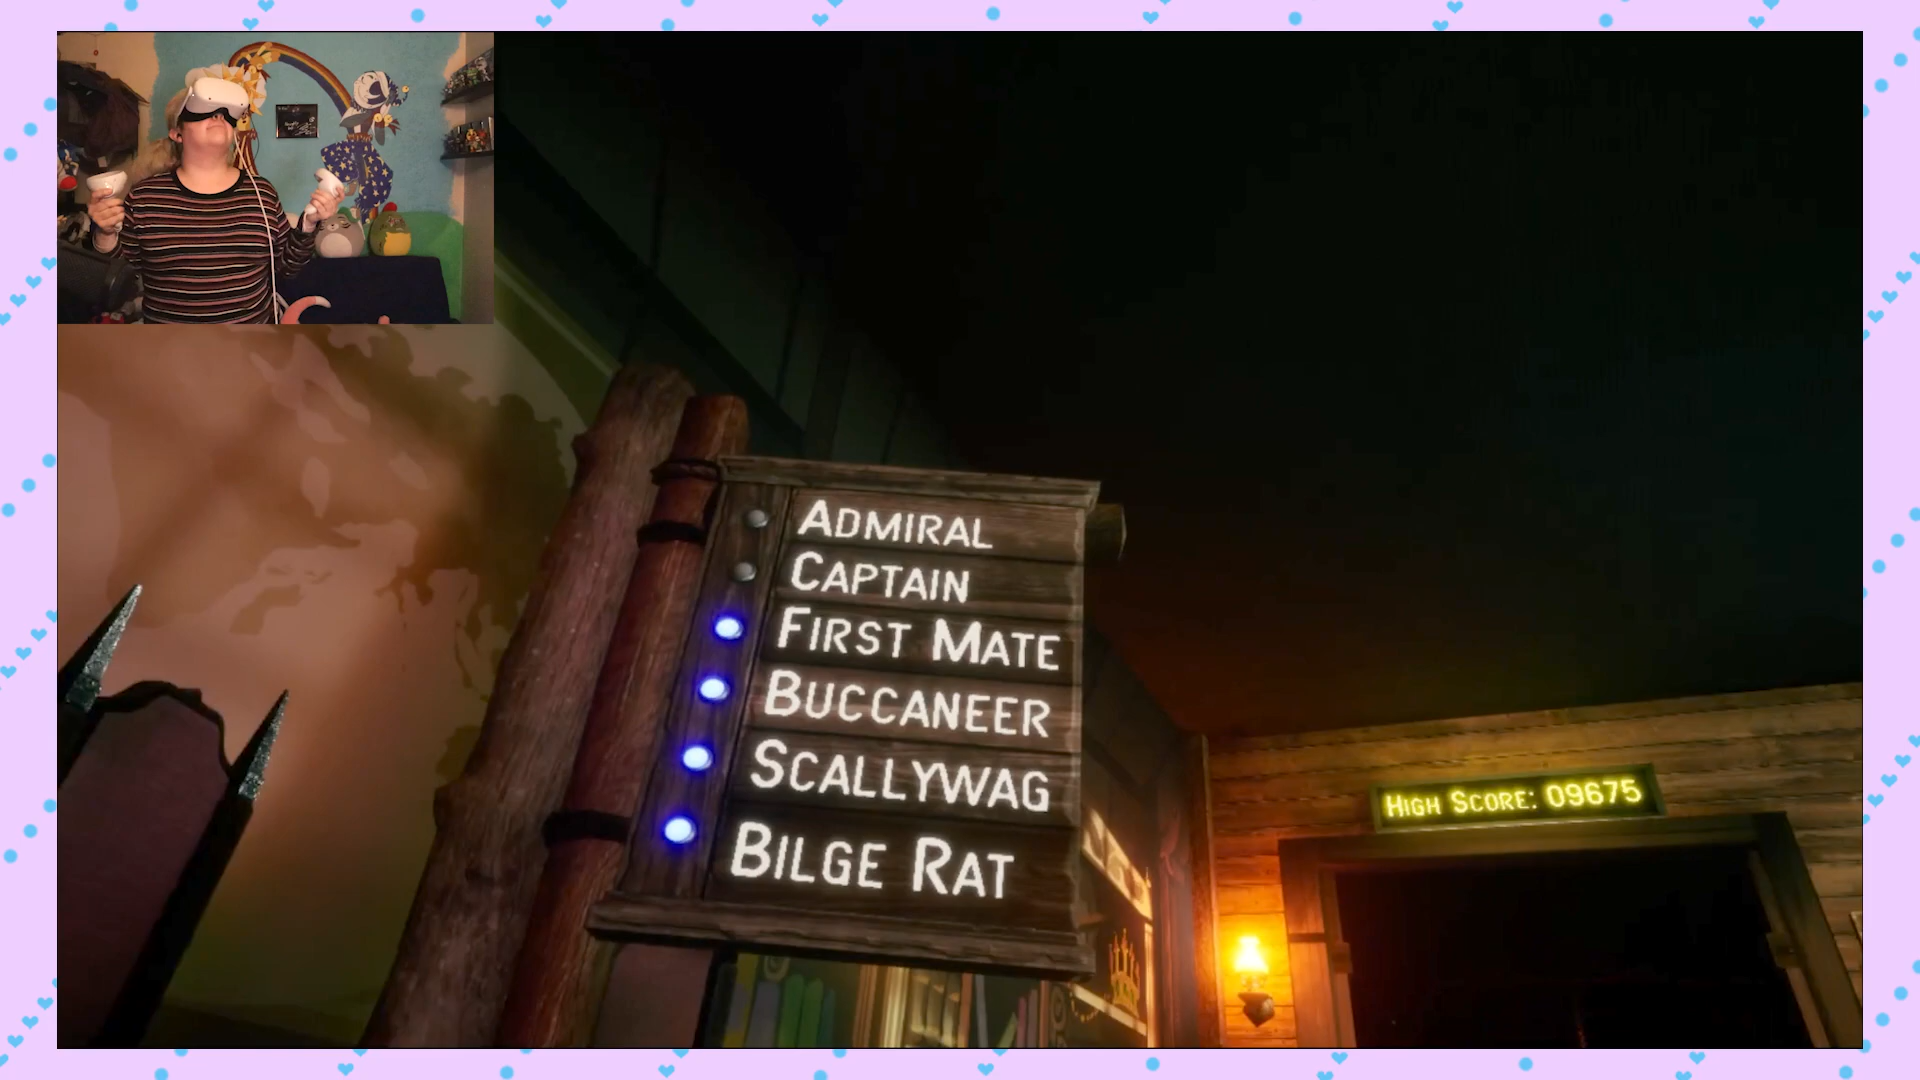 Admiral
Captain
First Mate
Buccaneer
Scallywag
Bilge Rat
High Score: 09675